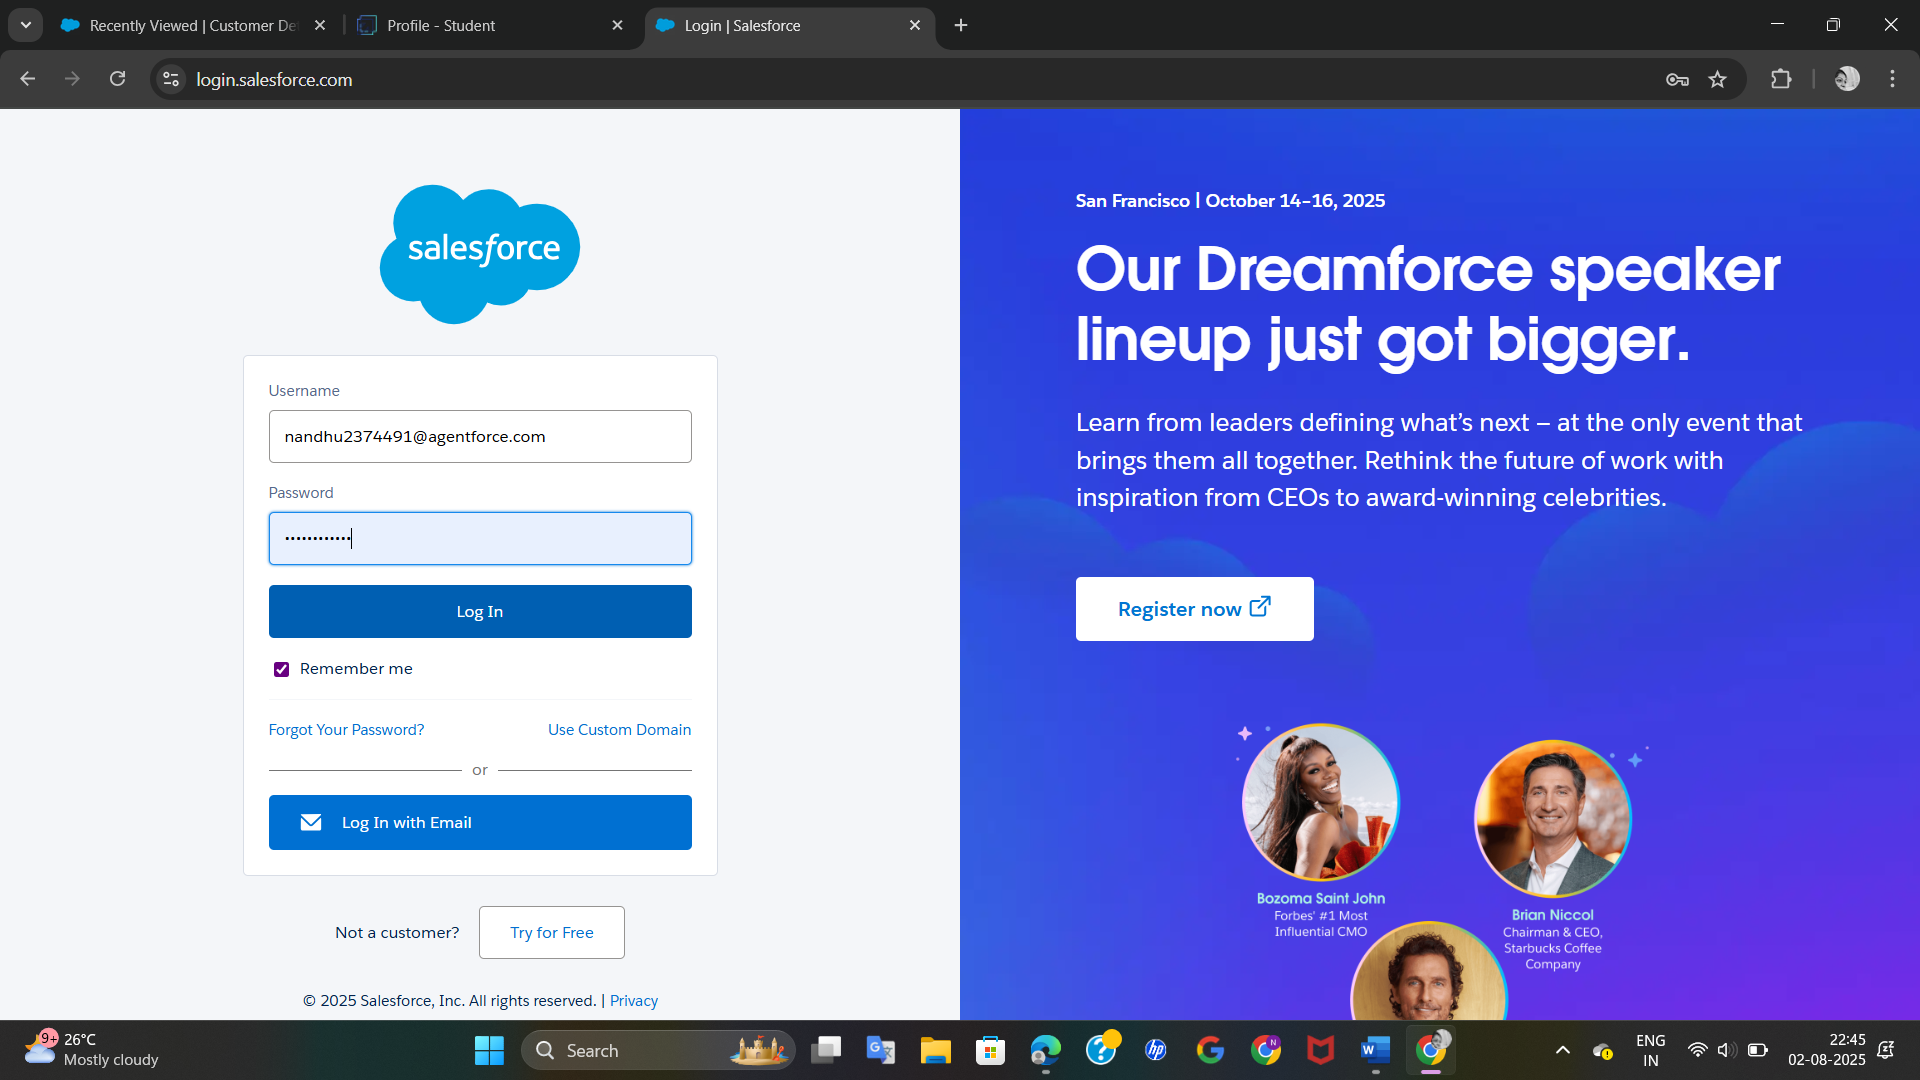 Recently Viewed | Customer De
Profile - Student
Login | Salesforce
login.salesforce.com
salesforce
Username
nandhu2374491@agentforce.com
Password
Log In
Remember me
Forgot Your Password?
Use Custom Domain
or
Log In with Email
Not a customer?
Try for Free
© 2025 Salesforce, Inc. All rights reserved. | Privacy
San Francisco | October 14–16, 2025
Our Dreamforce speaker
lineup just got bigger.
Learn from leaders defining what’s next – at the only event that
brings them all together. Rethink the future of work with
inspiration from CEOs to award-winning celebrities.
Register now
Bozoma Saint John
Forbes' #1 Most
Influential CMO
Brian Niccol
Chairman & CEO,
Starbucks Coffee
Company
9+
26°C
Mostly cloudy
Search
hp
N
W
ENG
IN
22:45
02-08-2025